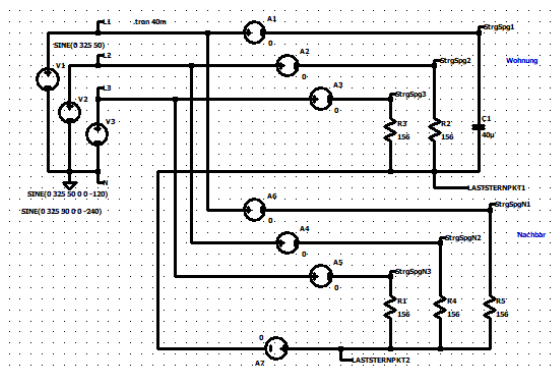 L1
.tran 40m
A1
StrgSpg1
0
SINE(0 325 50)
L2
A2
StrgSpg2
Wohnung
V1
0
L3
A3
StrgSpg3
V2
0
V3
R3
156
R2
156
C1
40µ
N
LASTSTERNPKT1
SINE(0 325 50 0 0 -120)
A6
StrgSpgN1
SINE(0 325 50 0 0 -240)
0
A4
StrgSpgN2
Nachbar
0
A5
StrgSpgN3
0
R1
156
R4
156
R5
156
0
A7
LASTSTERNPKT2